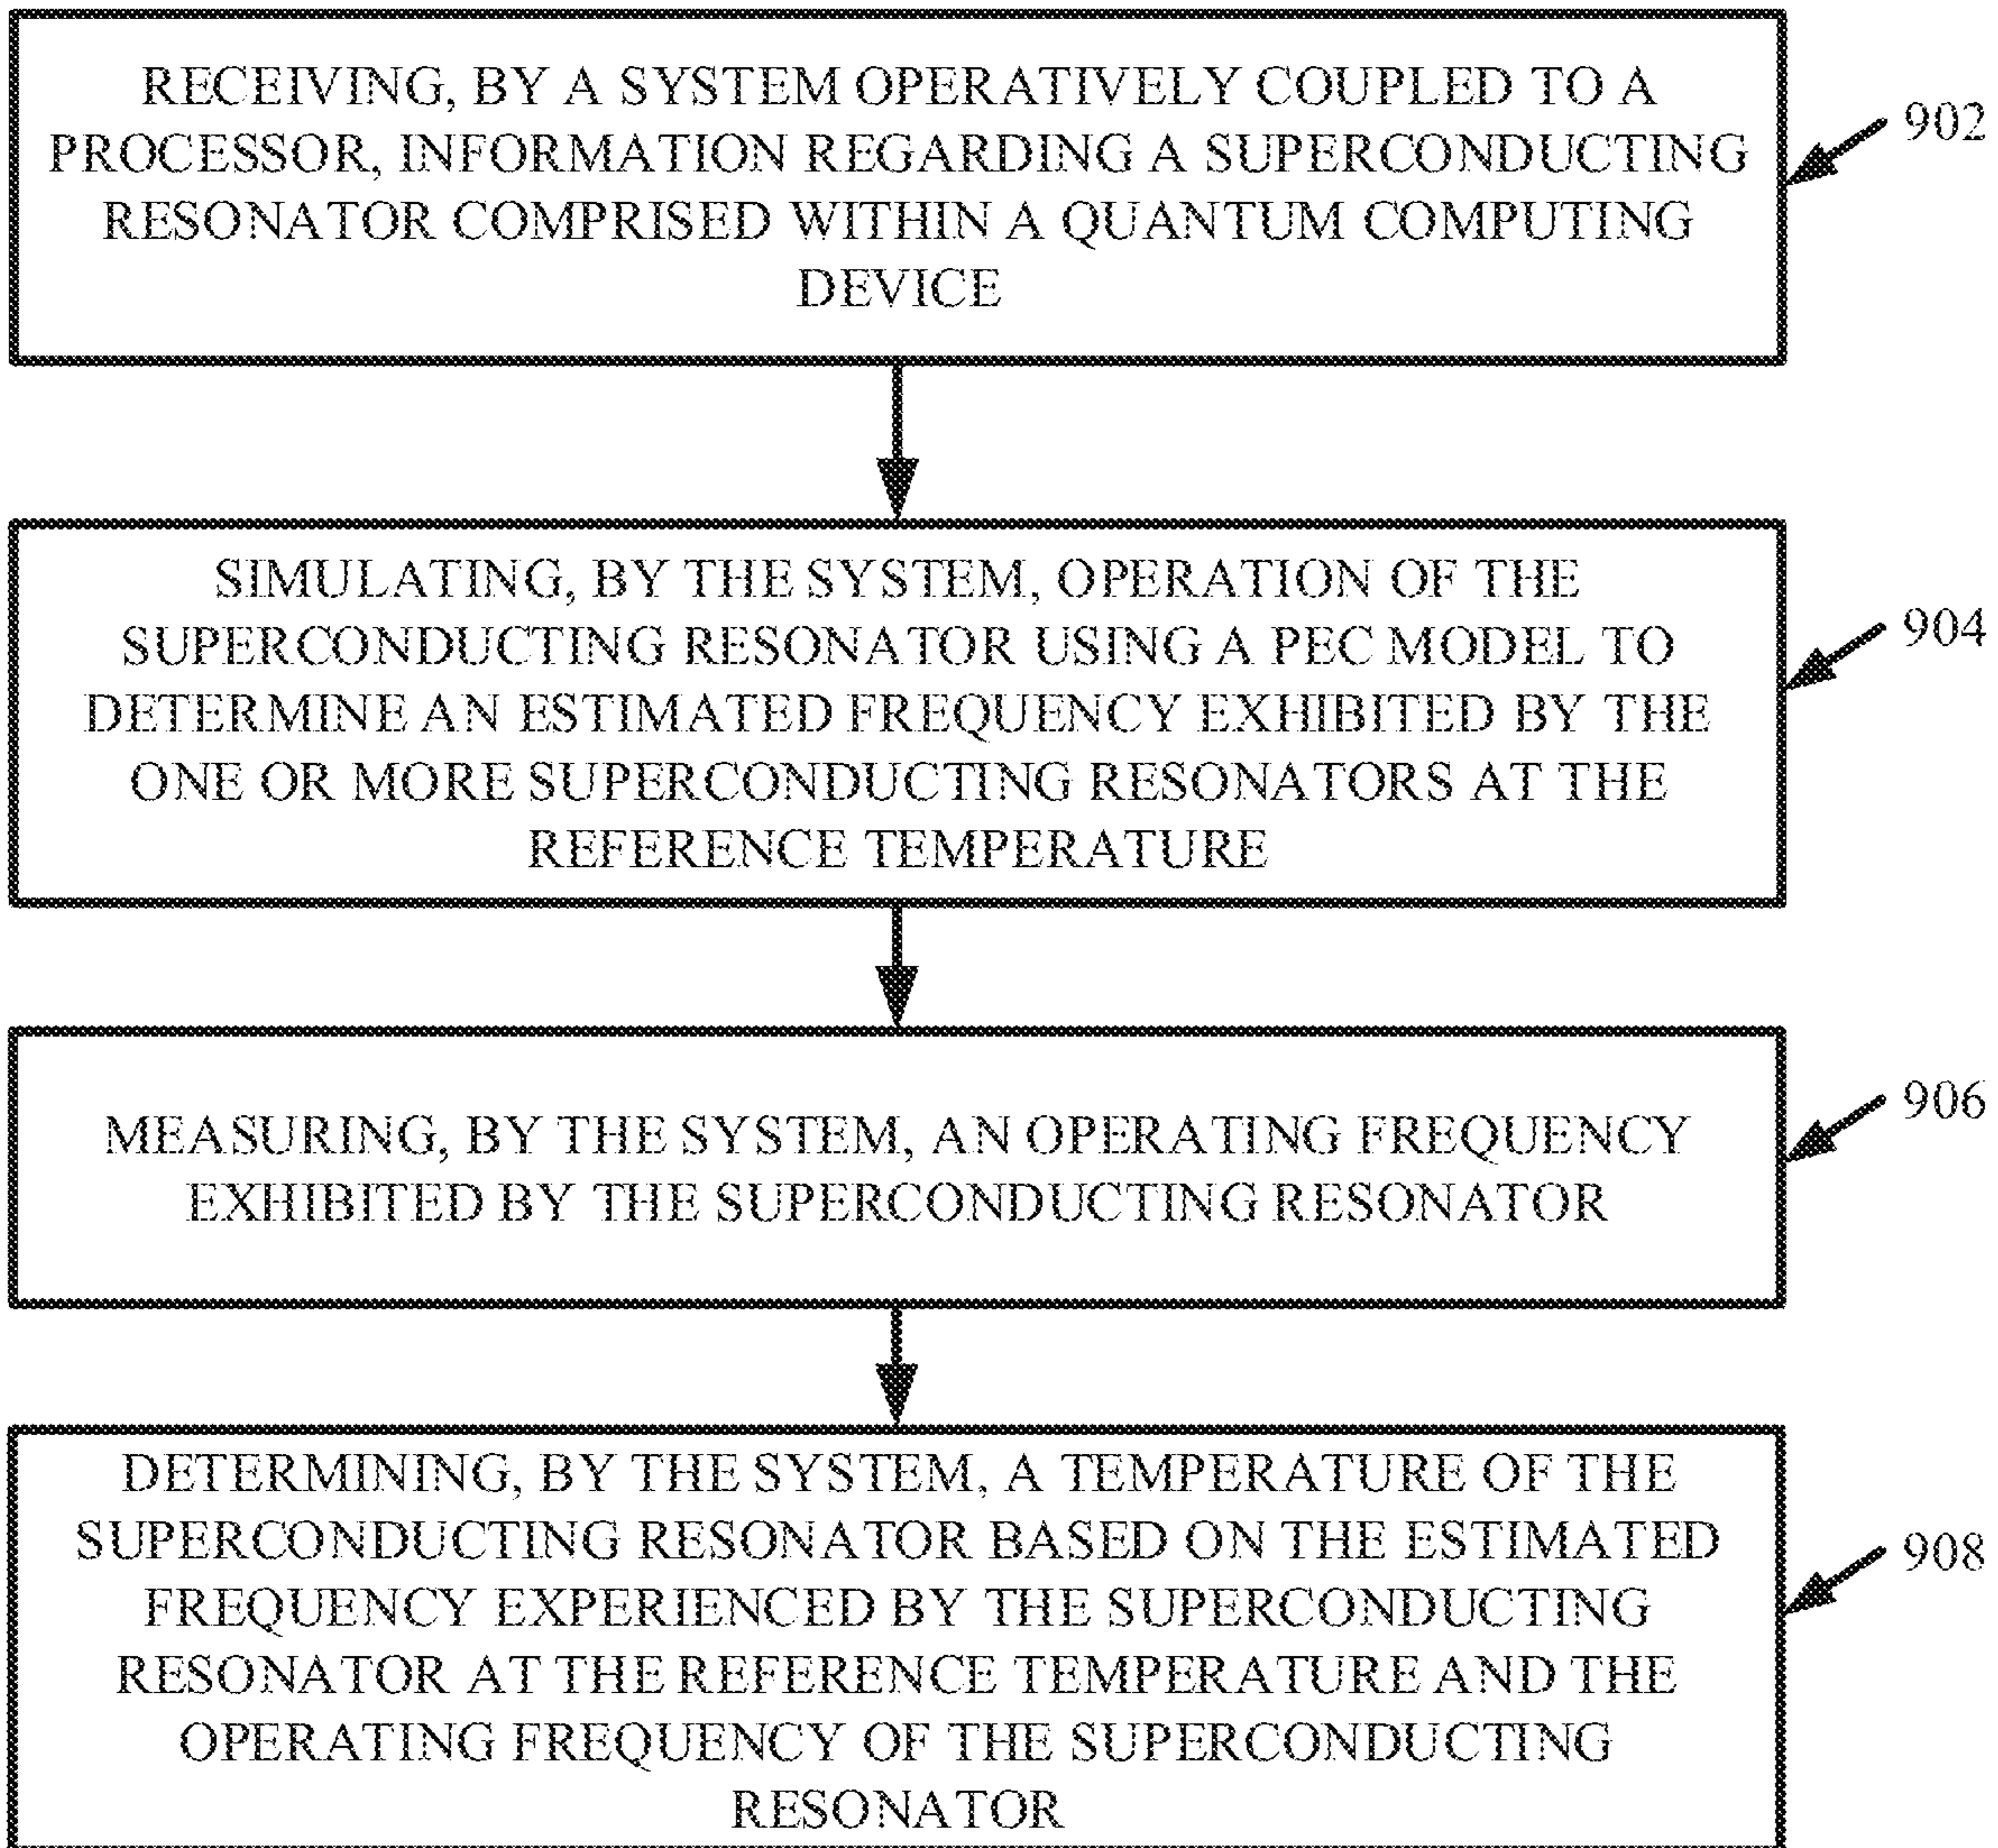 RECEIVING, BY A SYSTEM OPERATIVELY COUPLED TO A
PROCESSOR, INFORMATION REGARDING A SUPERCONDUCTING
RESONATOR COMPRISED WITHIN A QUANTUM COMPUTING
DEVICE
902
SIMULATING, BY THE SYSTEM, OPERATION OF THE
SUPERCONDUCTING RESONATOR USING A PEC MODEL TO
DETERMINE AN ESTIMATED FREQUENCY EXHIBITED BY THE
ONE OR MORE SUPERCONDUCTING RESONATORS AT THE
REFERENCE TEMPERATURE
904
MEASURING, BY THE SYSTEM, AN OPERATING FREQUENCY
EXHIBITED BY THE SUPERCONDUCTING RESONATOR
906
DETERMINING, BY THE SYSTEM, A TEMPERATURE OF THE
SUPERCONDUCTING RESONATOR BASED ON THE ESTIMATED
FREQUENCY EXPERIENCED BY THE SUPERCONDUCTING
RESONATOR AT THE REFERENCE TEMPERATURE AND THE
OPERATING FREQUENCY OF THE SUPERCONDUCTING
RESONATOR
908